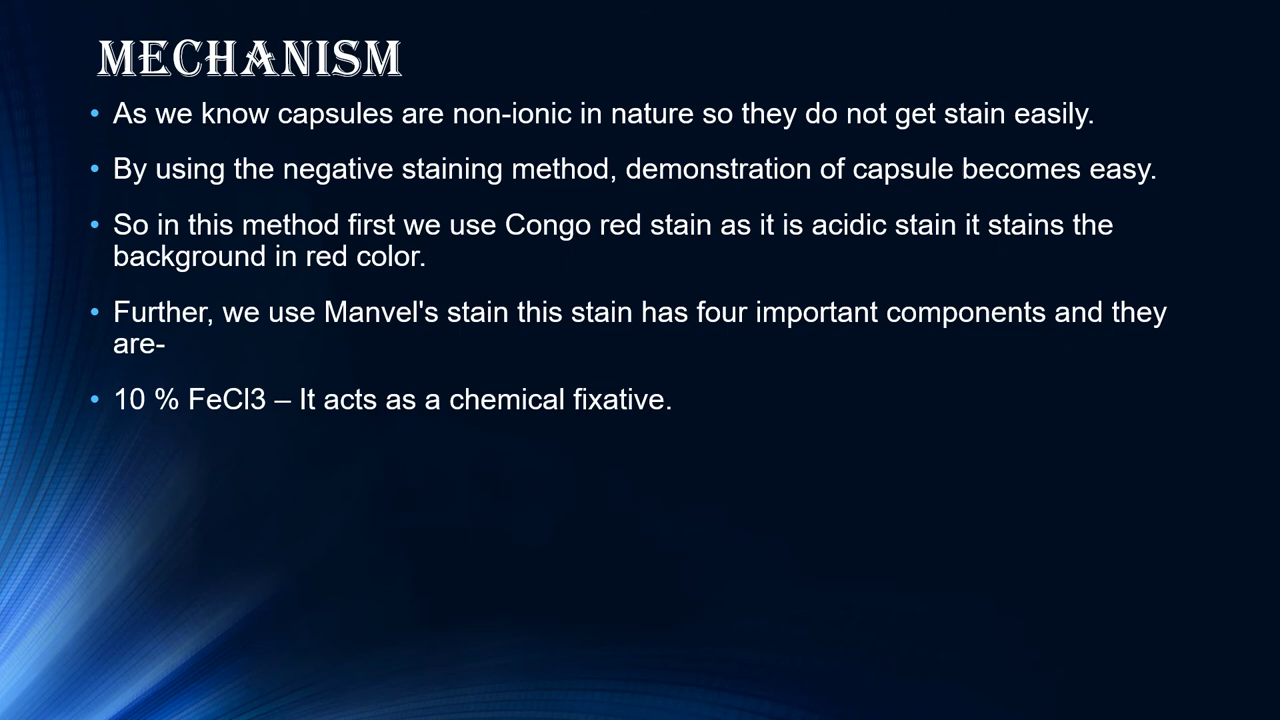 MECHANISM
• As we know capsules are non-ionic in nature so they do not get stain easily.
• By using the negative staining method, demonstration of capsule becomes easy.
• So in this method first we use Congo red stain as it is acidic stain it stains the
background in red color.
• Further, we use Manvel's stain this stain has four important components and they
are-
• 10 % FeCl3 – It acts as a chemical fixative.